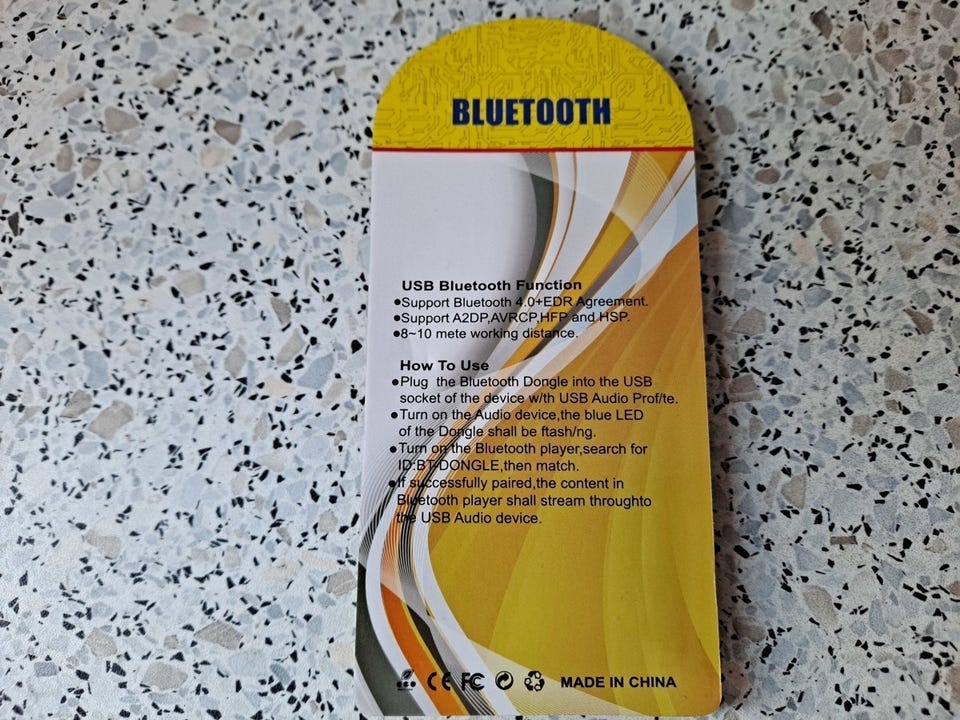 BLUETOOTH
USB Bluetooth Function
●Support Bluetooth 4.0+EDR Agreement.
●Support A2DP,AVRCP,HFP and HSP.
●8~10 mete working distance.
How To Use
●Plug the Bluetooth Dongle into the USB
socket of the device w/th USB Audio Prof/te.
●Turn on the Audio device,the blue LED
of the Dongle shall be ftash/ng.
●Turn on the Bluetooth player,search for
ID:BT-DONGLE,then match.
●If successfully paired,the content in
Bluetooth player shall stream throughto
the USB Audio device.
CE FC MADE IN CHINA